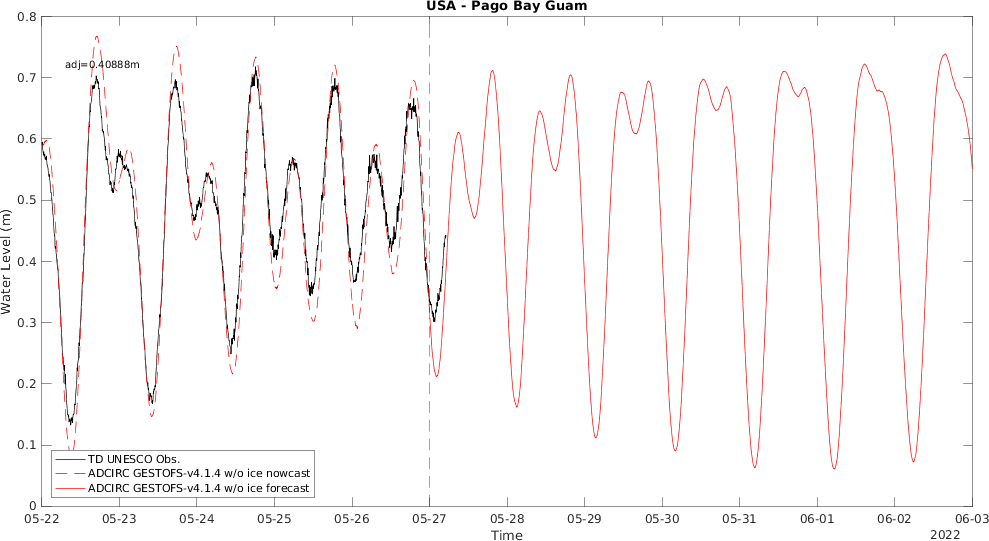 USA - Pago Bay Guam
adj=0.40888m
0.8
0.7
0.6
0.5
0.4
0.3
0.2
0.1
0
Water Level (m)
TD UNESCO Obs.
ADCIRC GESTOFS-v4.1.4 w/o ice nowcast
ADCIRC GESTOFS-v4.1.4 w/o ice forecast
05-22 05-23 05-24 05-25 05-26 05-27 05-28 05-29 05-30 05-31 06-01 06-02 06-03
Time
2022